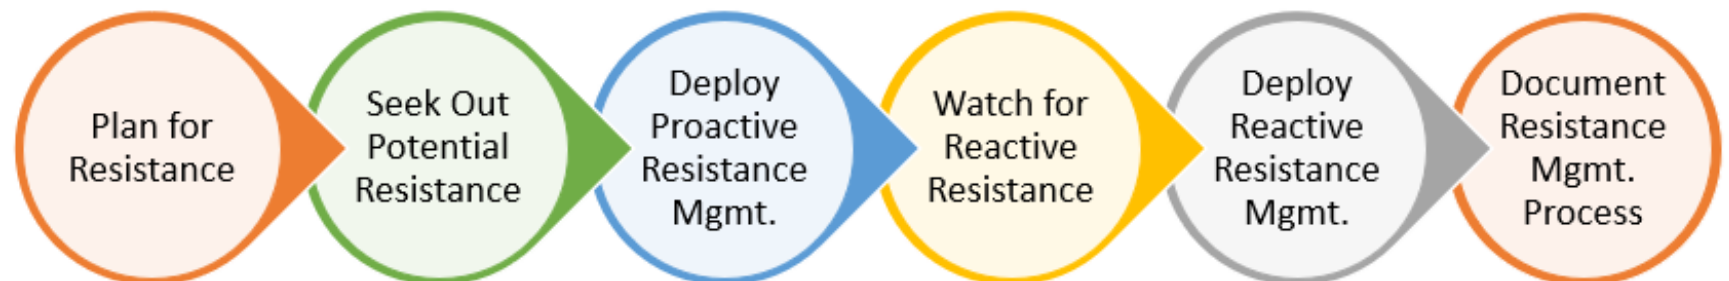 Plan for
Resistance
Seek Out
Potential
Resistance
Deploy
Proactive
Resistance
Mgmt.
Watch for
Reactive
Resistance
Deploy
Reactive
Resistance
Mgmt.
Document
Resistance
Mgmt.
Process